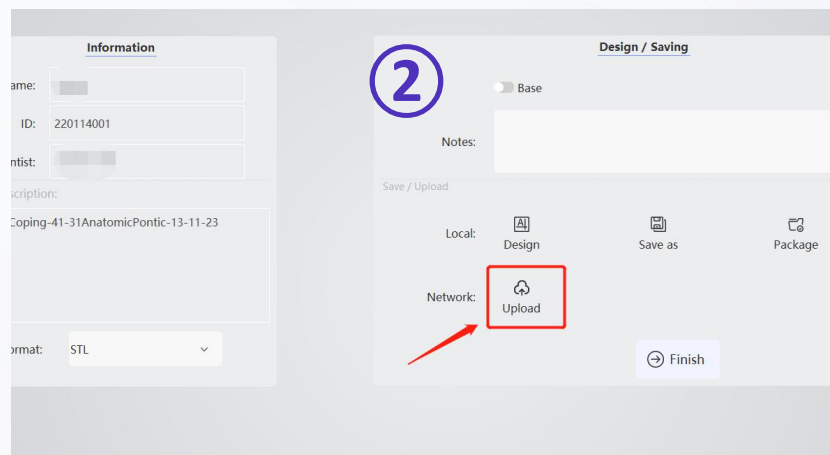 Information
ame:
ID: 220114001
ntist:
scription:
Coping-41-31AnatomicPontic-13-11-23
ormat: STL
2
Design / Saving
Base
Notes:
Save / Upload
Local: Design Save as Package
Network: Upload
Finish